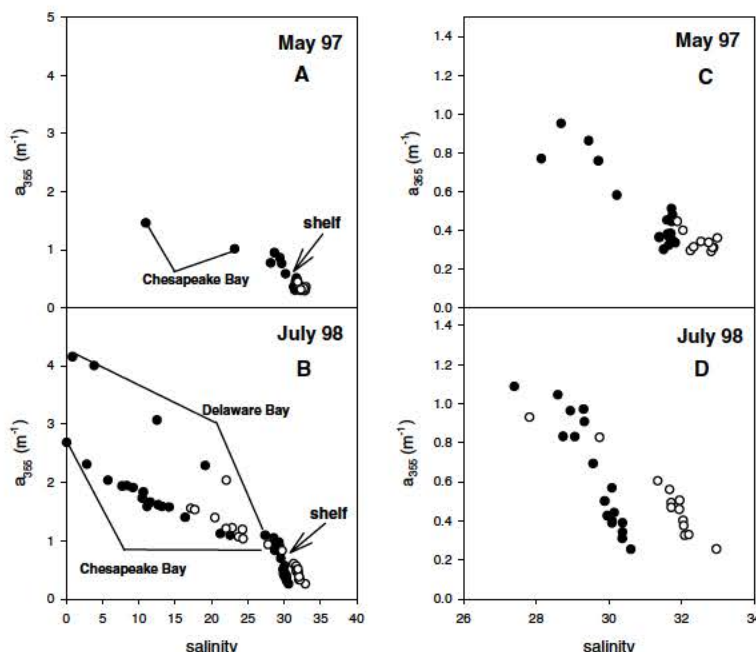 May 97
A
a355 (m-1)
5
4
3
2
1
0
shelf
Chesapeake Bay
May 97
C
a355 (m-1)
1.4
1.2
1.0
0.8
0.6
0.4
0.2
0.0
July 98
B
a355 (m-1)
4
3
2
1
0
Delaware Bay
shelf
Chesapeake Bay
0 5 10 15 20 25 30 35 40
salinity
July 98
D
a355 (m-1)
1.4
1.2
1.0
0.8
0.6
0.4
0.2
0.0
26 28 30 32 34
salinity